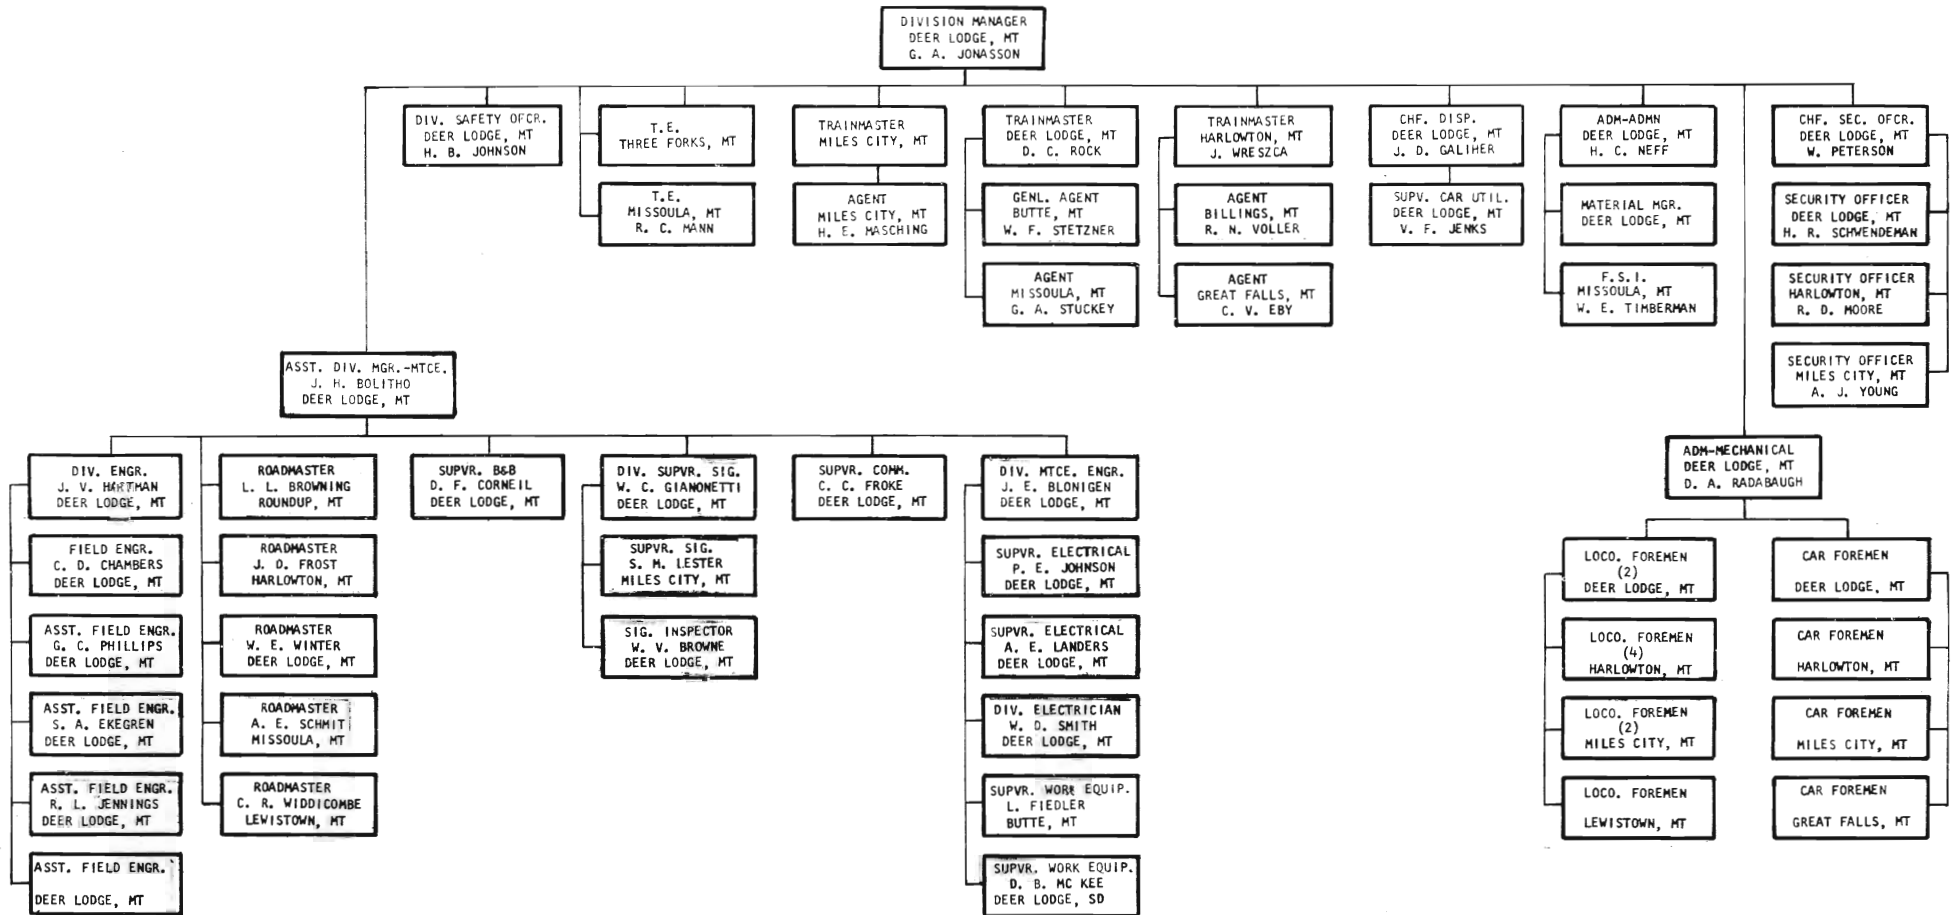 DIVISION MANAGER
DEER LODGE, MT
G. A. JONASSON
DIV. SAFETY OFCR.
DEER LODGE, MT
H. B. JOHNSON
T.E.
THREE FORKS, MT
T.E.
MISSOULA, MT
R. C. MANN
TRAINMASTER
MILES CITY, MT
AGENT
MILES CITY, MT
H. E. MASCHING
TRAINMASTER
DEER LODGE, MT
D. C. ROCK
GENL. AGENT
BUTTE, MT
W. F. STETZNER
AGENT
MISSOULA, MT
G. A. STUCKEY
TRAINMASTER
HARLOWTON, MT
J. WRESZCA
AGENT
BILLINGS, MT
R. N. VOLLER
AGENT
GREAT FALLS, MT
C. V. EBY
CHF. DISP.
DEER LODGE, MT
J. D. GALIHER
SUPV. CAR UTIL.
DEER LODGE, MT
V. F. JENKS
ADM-ADMN
DEER LODGE, MT
H. C. NEFF
MATERIAL MGR.
DEER LODGE, MT
F.S.I.
MISSOULA, MT
W. E. TIMBERMAN
CHF. SEC. OFCR.
DEER LODGE, MT
W. PETERSON
SECURITY OFFICER
DEER LODGE, MT
H. R. SCHWENDEMAN
SECURITY OFFICER
HARLOWTON, MT
R. D. MOORE
SECURITY OFFICER
MILES CITY, MT
A. J. YOUNG
ASST. DIV. MGR.-MTCE.
J. H. BOLITHO
DEER LODGE, MT
DIV. ENGR.
J. V. HARTMAN
DEER LODGE, MT
FIELD ENGR.
C. D. CHAMBERS
DEER LODGE, MT
ASST. FIELD ENGR.
G. C. PHILLIPS
DEER LODGE, MT
ASST. FIELD ENGR.
S. A. EKEGREN
DEER LODGE, MT
ASST. FIELD ENGR.
R. L. JENNINGS
DEER LODGE, MT
ASST. FIELD ENGR.
DEER LODGE, MT
ROADMASTER
L. L. BROWNING
ROUNDUP, MT
ROADMASTER
J. D. FROST
HARLOWTON, MT
ROADMASTER
W. E. WINTER
DEER LODGE, MT
ROADMASTER
A. E. SCHMIT
MISSOULA, MT
ROADMASTER
C. R. WIDDICOMBE
LEWISTOWN, MT
SUPVR. B&B
D. F. CORNEIL
DEER LODGE, MT
DIV. SUPVR. SIG.
W. C. GIANONETTI
DEER LODGE, MT
SUPVR. SIG.
S. M. LESTER
MILES CITY, MT
SIG. INSPECTOR
W. V. BROWNE
DEER LODGE, MT
SUPVR. COMM.
C. C. FROKE
DEER LODGE, MT
DIV. MTCE. ENGR.
J. E. BLONIGEN
DEER LODGE, MT
SUPVR. ELECTRICAL
P. E. JOHNSON
DEER LODGE, MT
SUPVR. ELECTRICAL
A. E. LANDERS
DEER LODGE, MT
DIV. ELECTRICIAN
W. D. SMITH
DEER LODGE, MT
SUPVR. WORK EQUIP.
L. FIEDLER
BUTTE, MT
SUPVR. WORK EQUIP.
D. B. MC KEE
DEER LODGE, SD
ADM-MECHANICAL
DEER LODGE, MT
D. A. RADABAUGH
LOCO. FOREMEN
(2)
DEER LODGE, MT
LOCO. FOREMEN
(4)
HARLOWTON, MT
LOCO. FOREMEN
(2)
MILES CITY, MT
LOCO. FOREMEN
LEWISTOWN, MT
CAR FOREMEN
DEER LODGE, MT
CAR FOREMEN
HARLOWTON, MT
CAR FOREMEN
MILES CITY, MT
CAR FOREMEN
GREAT FALLS, MT